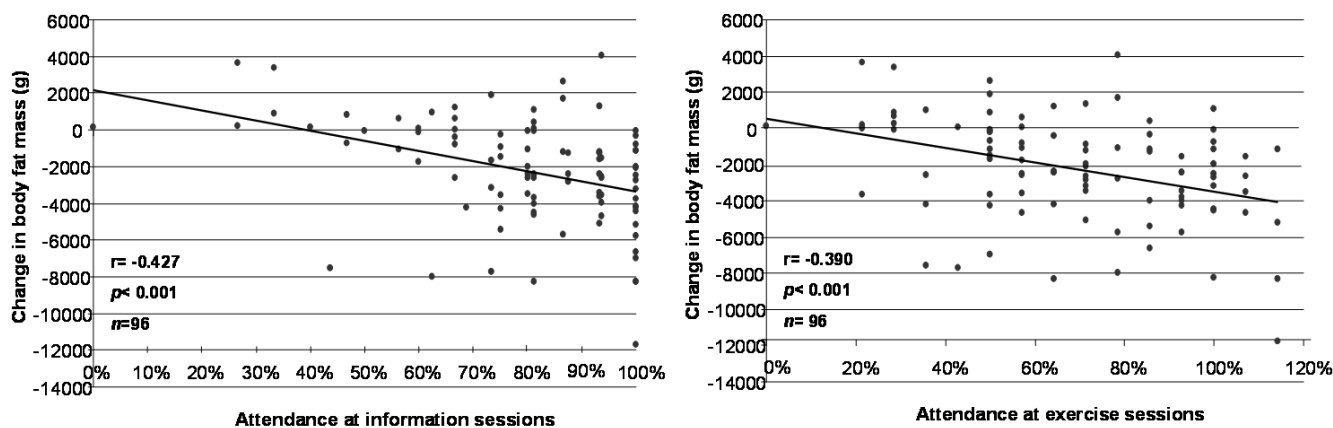 6000
4000
2000
0
-2000
-4000
-6000
-8000
-10000
-12000
-14000
Change in body fat mass (g)
r= -0.427
p< 0.001
n=96
0% 10% 20% 30% 40% 50% 60% 70% 80% 90% 100%
Attendance at information sessions
6000
4000
2000
0
-2000
-4000
-6000
-8000
-10000
-12000
-14000
Change in body fat mass (g)
r= -0.390
p< 0.001
n= 96
0% 20% 40% 60% 80% 100% 120%
Attendance at exercise sessions